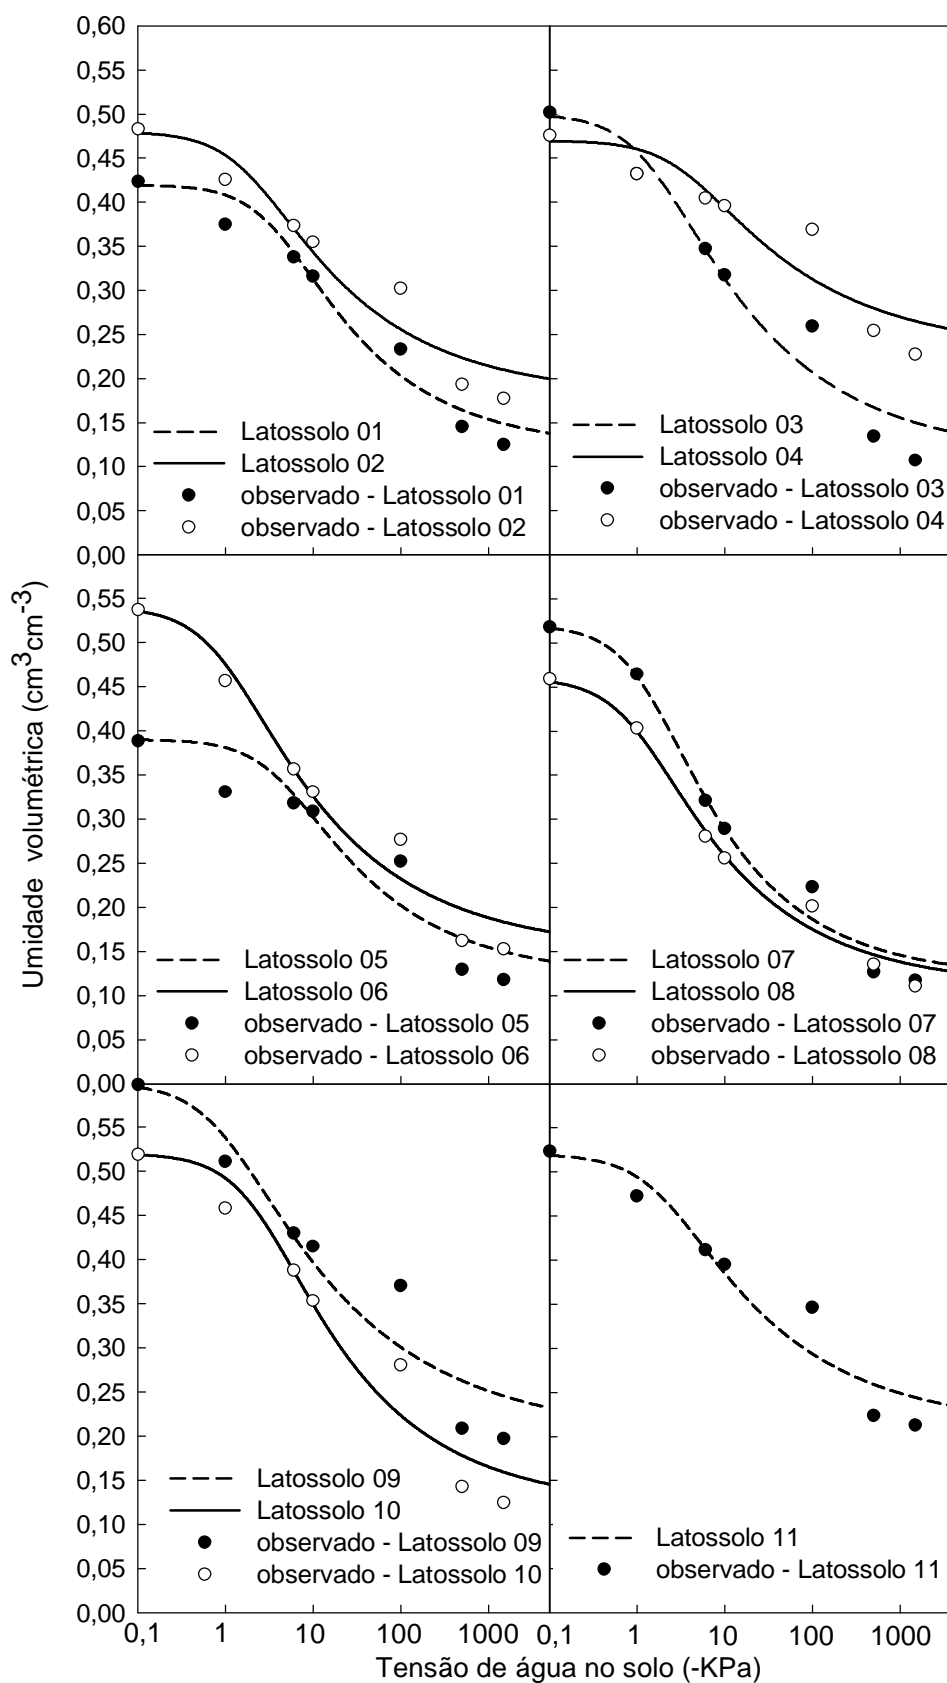 0,60
0,55
0,50
0,45
0,40
0,35
0,30
0,25
0,20
0,15
0,10
0,05
0,00
Latossolo 01
Latossolo 02
observado - Latossolo 01
observado - Latossolo 02
Latossolo 03
Latossolo 04
observado - Latossolo 03
observado - Latossolo 04
Umidade volumétrica (cm³cm⁻³)
0,55
0,50
0,45
0,40
0,35
0,30
0,25
0,20
0,15
0,10
0,05
0,00
Latossolo 05
Latossolo 06
observado - Latossolo 05
observado - Latossolo 06
Latossolo 07
Latossolo 08
observado - Latossolo 07
observado - Latossolo 08
0,55
0,50
0,45
0,40
0,35
0,30
0,25
0,20
0,15
0,10
0,05
0,00
Latossolo 09
Latossolo 10
observado - Latossolo 09
observado - Latossolo 10
Latossolo 11
observado - Latossolo 11
0,1 1 10 100 1000 0,1 1 10 100 1000
Tensão de água no solo (-KPa)